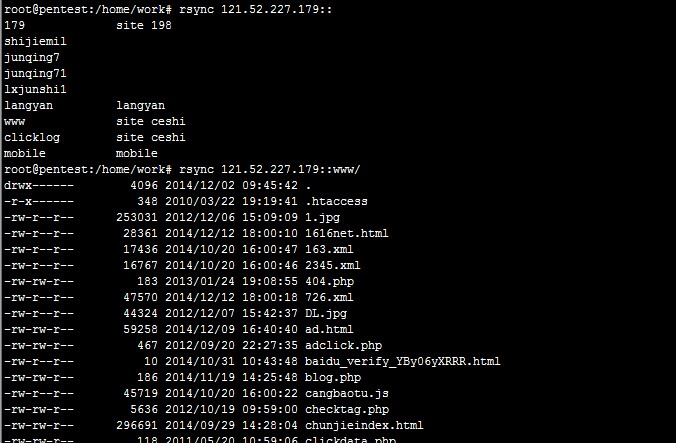 root@pentest:/home/work# rsync 121.52.227.179::
179 site 198
shijiemil
junqing7
junqing71
lxjunshi1
langyan langyan
www site ceshi
clicklog site ceshi
mobile mobile
root@pentest:/home/work# rsync 121.52.227.179::www/
drwx------ 4096 2014/12/02 09:45:42 .
-r-x------ 348 2010/03/22 19:19:41 .htaccess
-rw-r--r-- 253031 2012/12/06 15:09:09 1.jpg
-rw-r--r-- 28361 2014/12/12 18:00:10 1616net.html
-rw-r--r-- 17436 2014/10/20 16:00:47 163.xml
-rw-r--r-- 16767 2014/10/20 16:00:46 2345.xml
-rw-rw-r-- 183 2013/01/24 19:08:55 404.php
-rw-r--r-- 47570 2014/12/12 18:00:18 726.xml
-rw-rw-r-- 44324 2012/12/07 15:42:37 DL.jpg
-rw-rw-r-- 59258 2014/12/09 16:40:40 ad.html
-rw-rw-r-- 467 2012/09/20 22:27:35 adclick.php
-rw-rw-r-- 10 2014/10/31 10:43:48 baidu_verify_YBy06yXRRR.html
-rw-rw-r-- 186 2014/11/19 14:25:48 blog.php
-rw-rw-r-- 45719 2014/10/20 16:00:22 cangbaotu.js
-rw-rw-r-- 5636 2012/10/19 09:59:00 checktag.php
-rw-rw-r-- 296691 2014/09/29 14:28:04 chunjieindex.html
-rw-rw-r-- 118 2011/05/20 10:59:06 clickdata.php